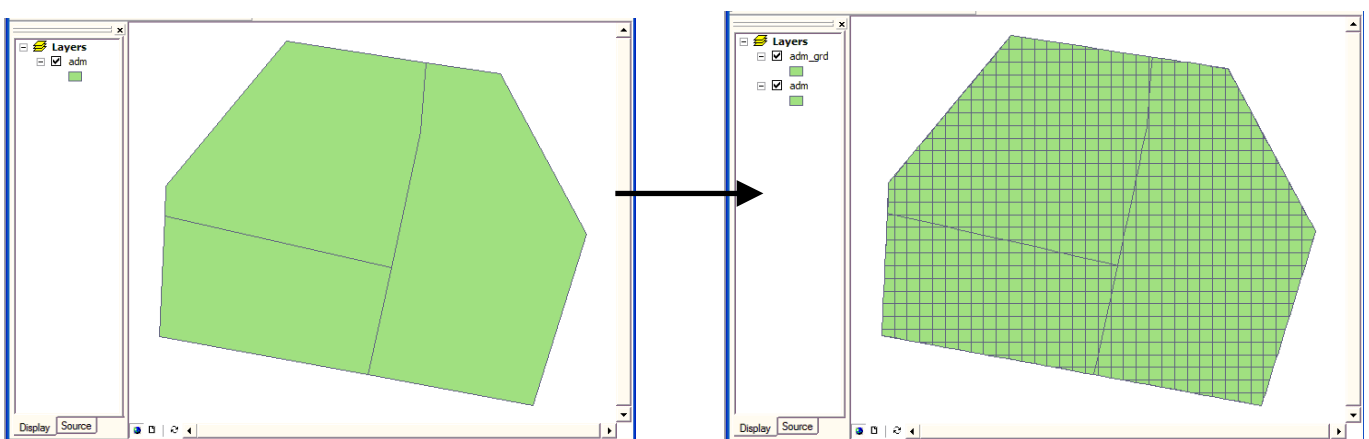 Layers
adm
Display Source
Layers
adm_grd
adm
Display Source